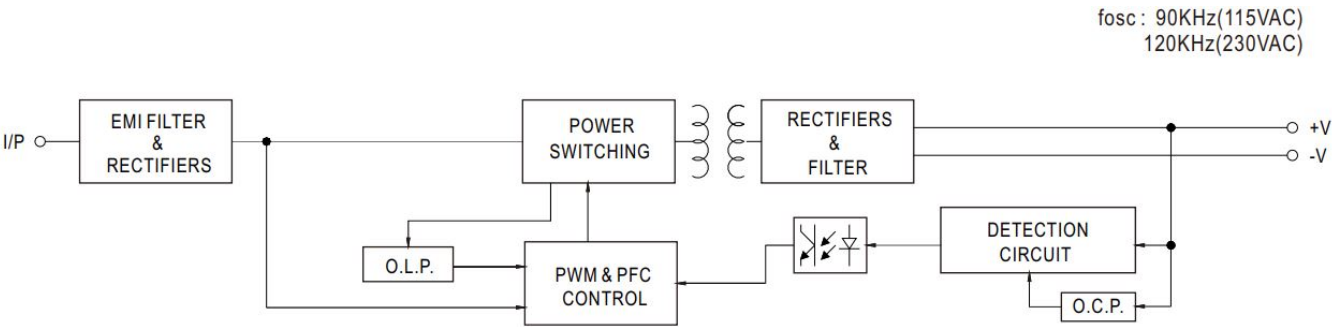 fosc : 90KHz(115VAC)
120KHz(230VAC)
I/P
EMI FILTER
&
RECTIFIERS
POWER
SWITCHING
RECTIFIERS
&
FILTER
+V
-V
O.L.P.
PWM & PFC
CONTROL
DETECTION
CIRCUIT
O.C.P.